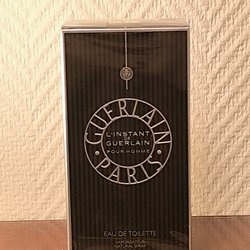 GUERLAIN
L'INSTANT
DE
GUERLAIN
POUR HOMME
PARIS
EAU DE TOILETTE
VAPORISATEUR
NATURAL SPRAY